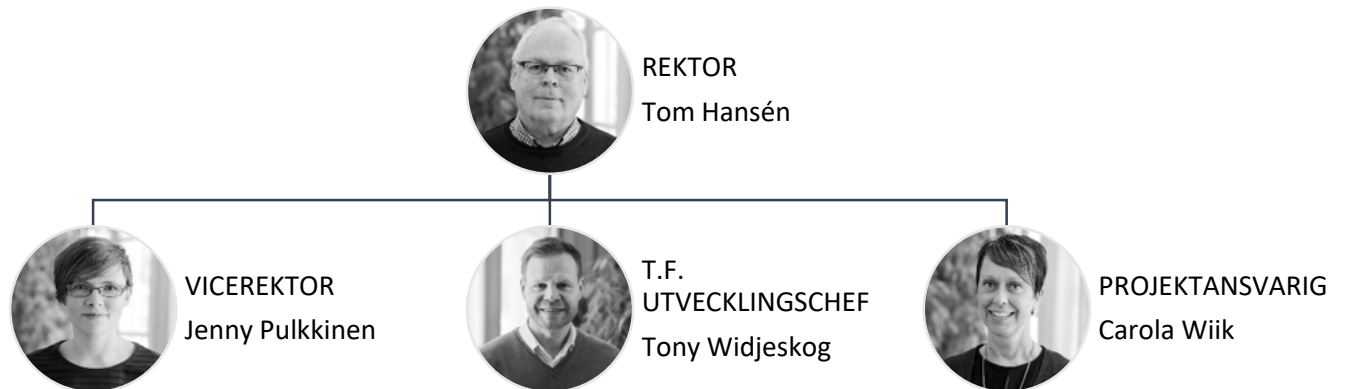 REKTOR
Tom Hansén
VICEREKTOR
Jenny Pulkkinen
T.F.
UTVECKLINGSCHEF
Tony Widjeskog
PROJEKTANSVARIG
Carola Wiik